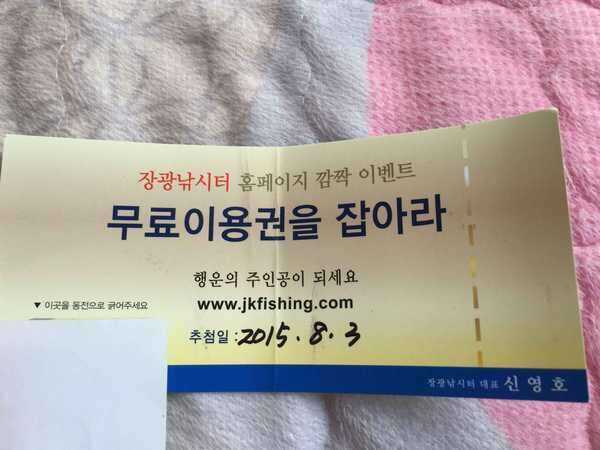 장광낚시터 홈페이지 깜짝 이벤트
무료이용권을 잡아라
행운의 주인공이 되세요
▼ 이곳을 동전으로 긁어주세요
www.jkfishing.com
추첨일 : 2015. 8. 3
장광낚시터 대표 신영호